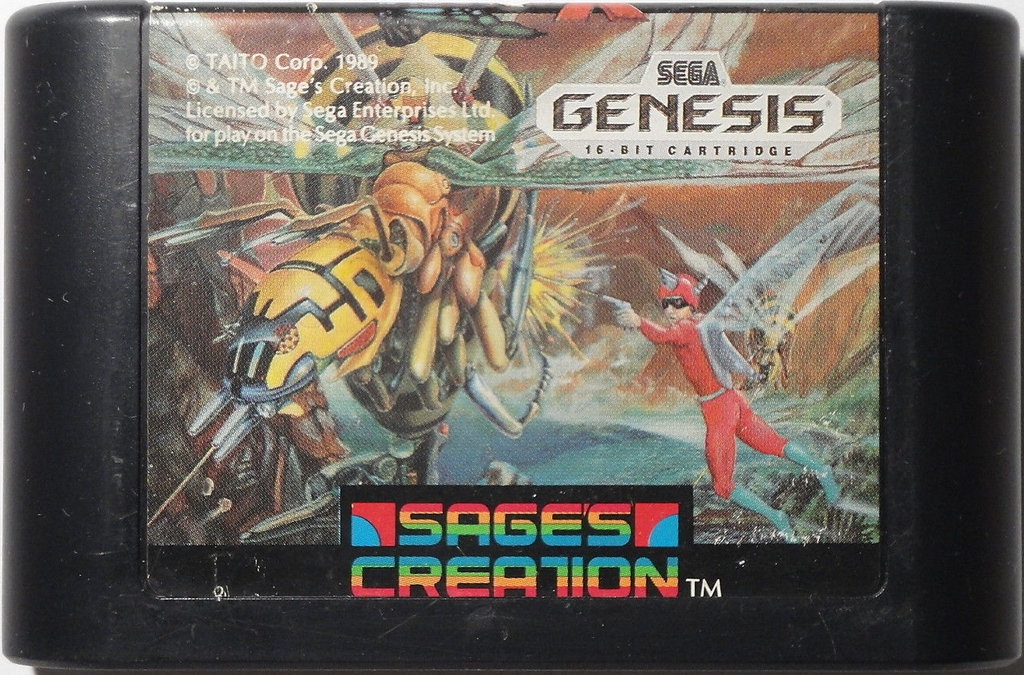 © TAITO Corp. 1989
© & TM Sage's Creation, Inc.
Licensed by Sega Enterprises Ltd.
for play on the Sega Genesis System
SEGA
GENESIS®
16-BIT CARTRIDGE
SAGE'S
CREATION TM